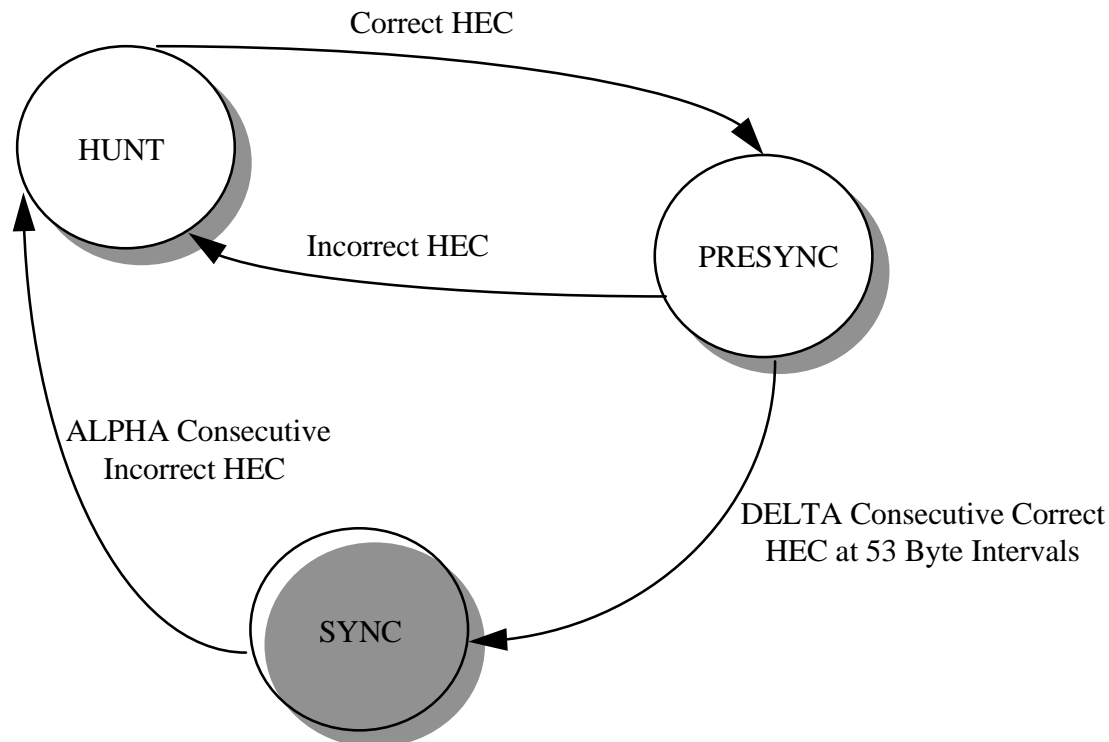 Correct HEC
HUNT
Incorrect HEC
PRESYNC
ALPHA Consecutive
Incorrect HEC
DELTA Consecutive Correct
HEC at 53 Byte Intervals
SYNC